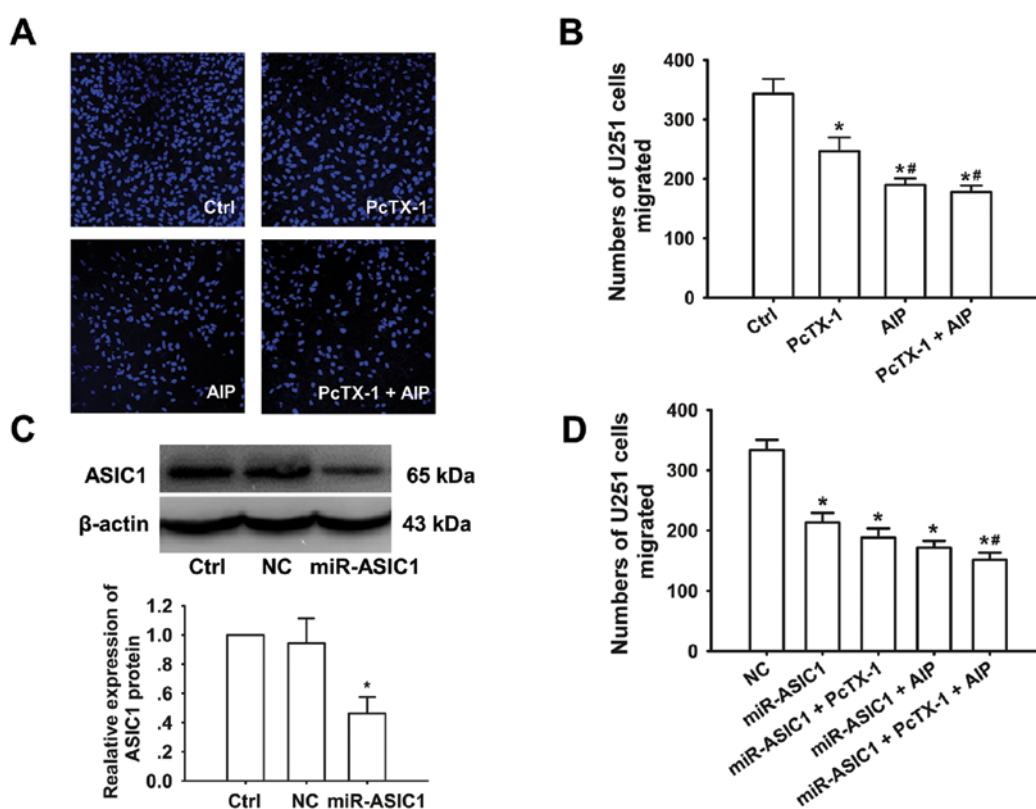 A
Ctrl
PcTX-1
AIP
PcTX-1 + AIP
B
Numbers of U251 cells
migrated
400
300
200
100
0
*
*#
*#
Ctrl
PcTX-1
AIP
PcTX-1 + AIP
C
ASIC1
65 kDa
β-actin
43 kDa
Ctrl
NC
miR-ASIC1
Realative expression of
ASIC1 protein
1.2
1.0
.8
.6
.4
.2
.0
*
Ctrl
NC
miR-ASIC1
D
Numbers of U251 cells
migrated
400
300
200
100
0
*
*
*
*#
NC
miR-ASIC1
miR-ASIC1 + PcTX-1
miR-ASIC1 + AIP
miR-ASIC1 + PcTX-1 + AIP